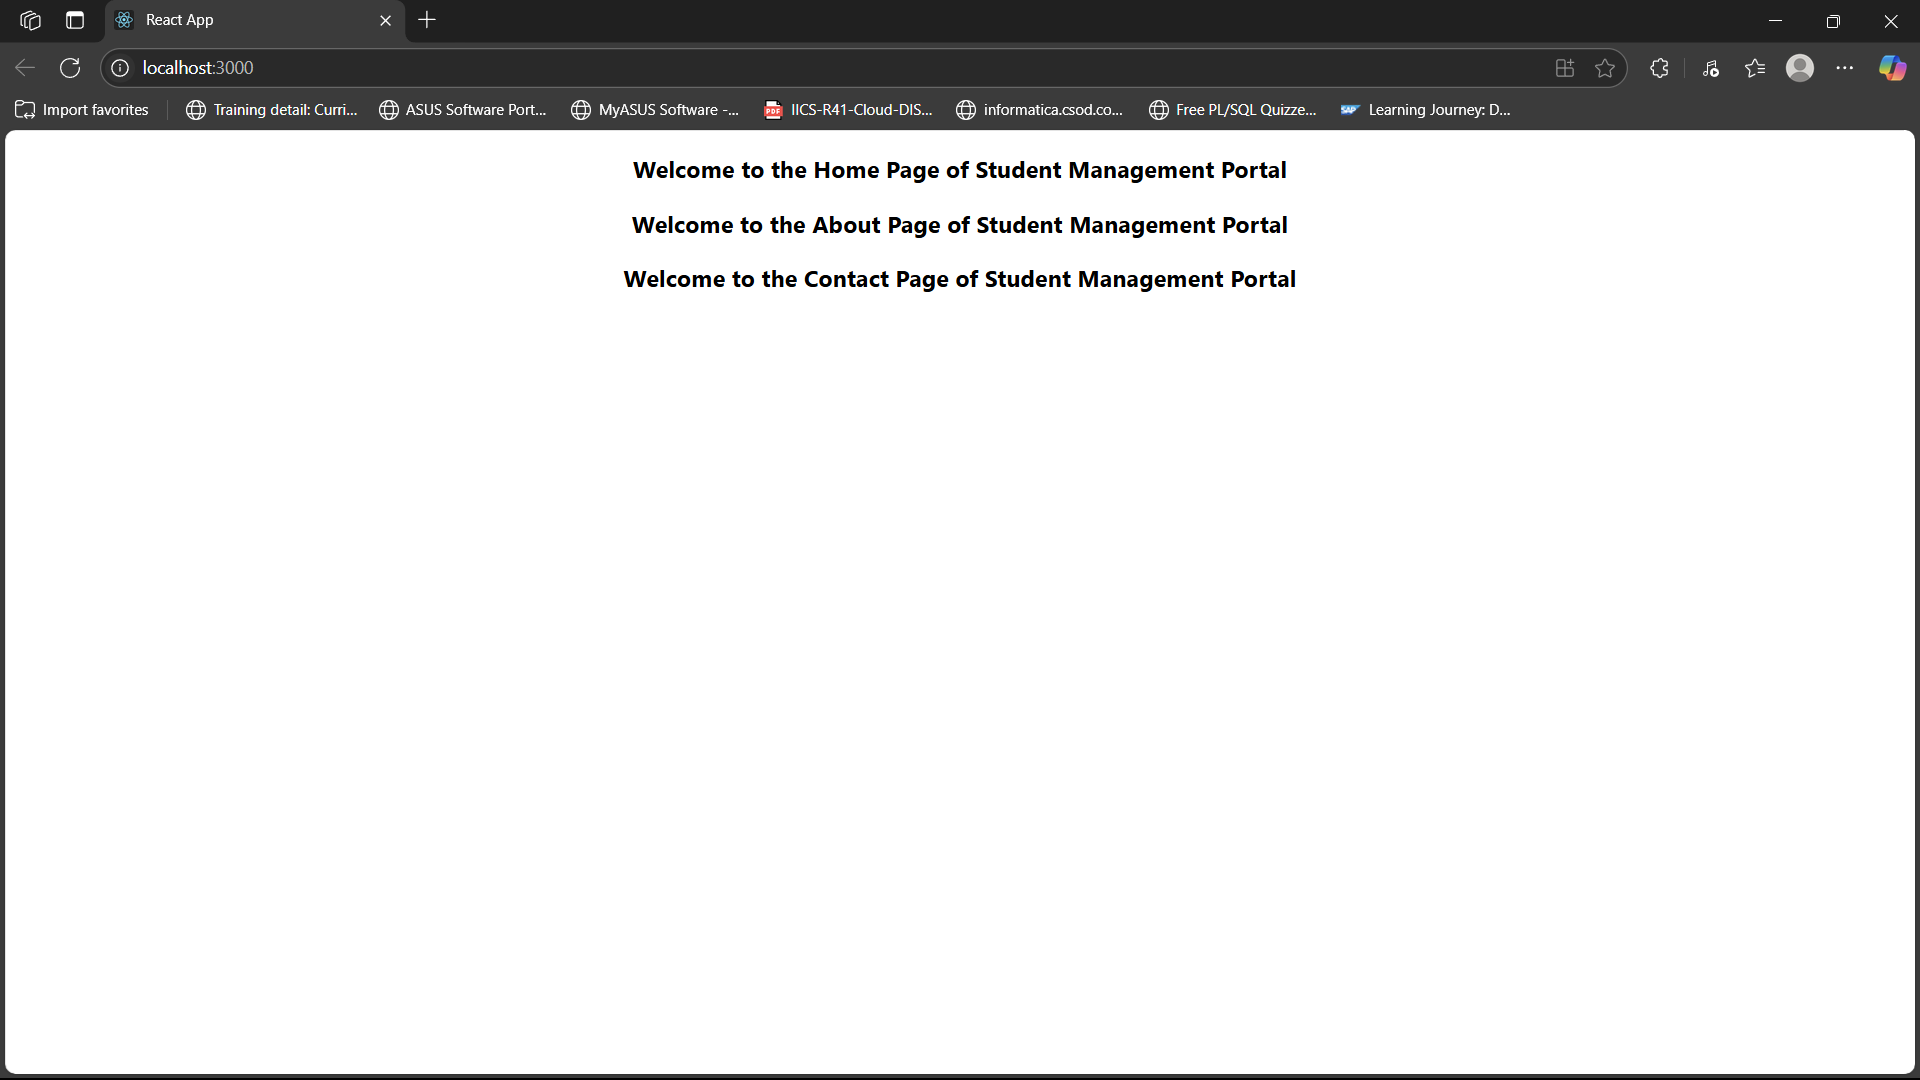 React App
localhost:3000
Import favorites
Training detail: Curri...
ASUS Software Port...
MyASUS Software -...
PDF
IICS-R41-Cloud-DIS...
informatica.csod.co...
Free PL/SQL Quizze...
SAP
Learning Journey: D...
Welcome to the Home Page of Student Management Portal
Welcome to the About Page of Student Management Portal
Welcome to the Contact Page of Student Management Portal